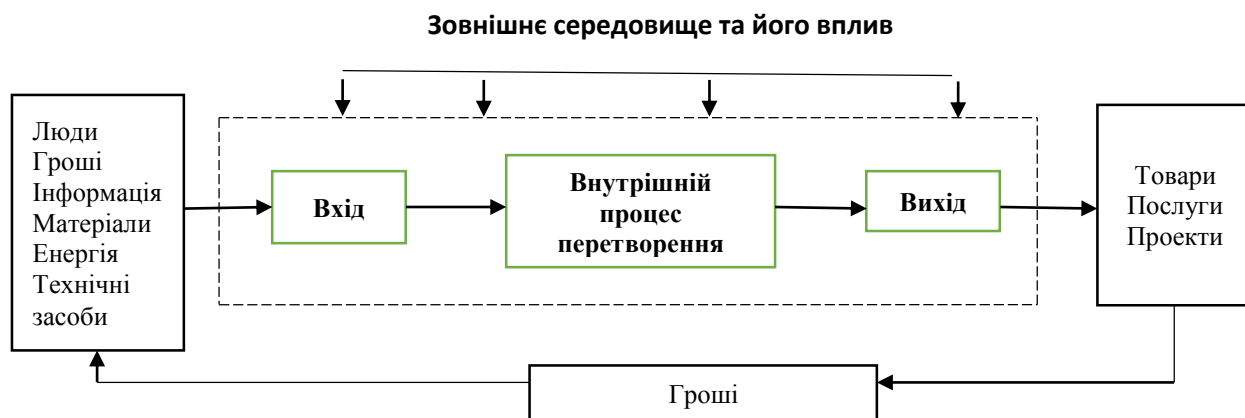 Зовнішнє середовище та його вплив
Люди
Гроші
Інформація
Матеріали
Енергія
Технічні
засоби
Вхід
Внутрішній
процес
перетворення
Вихід
Товари
Послуги
Проекти
Гроші